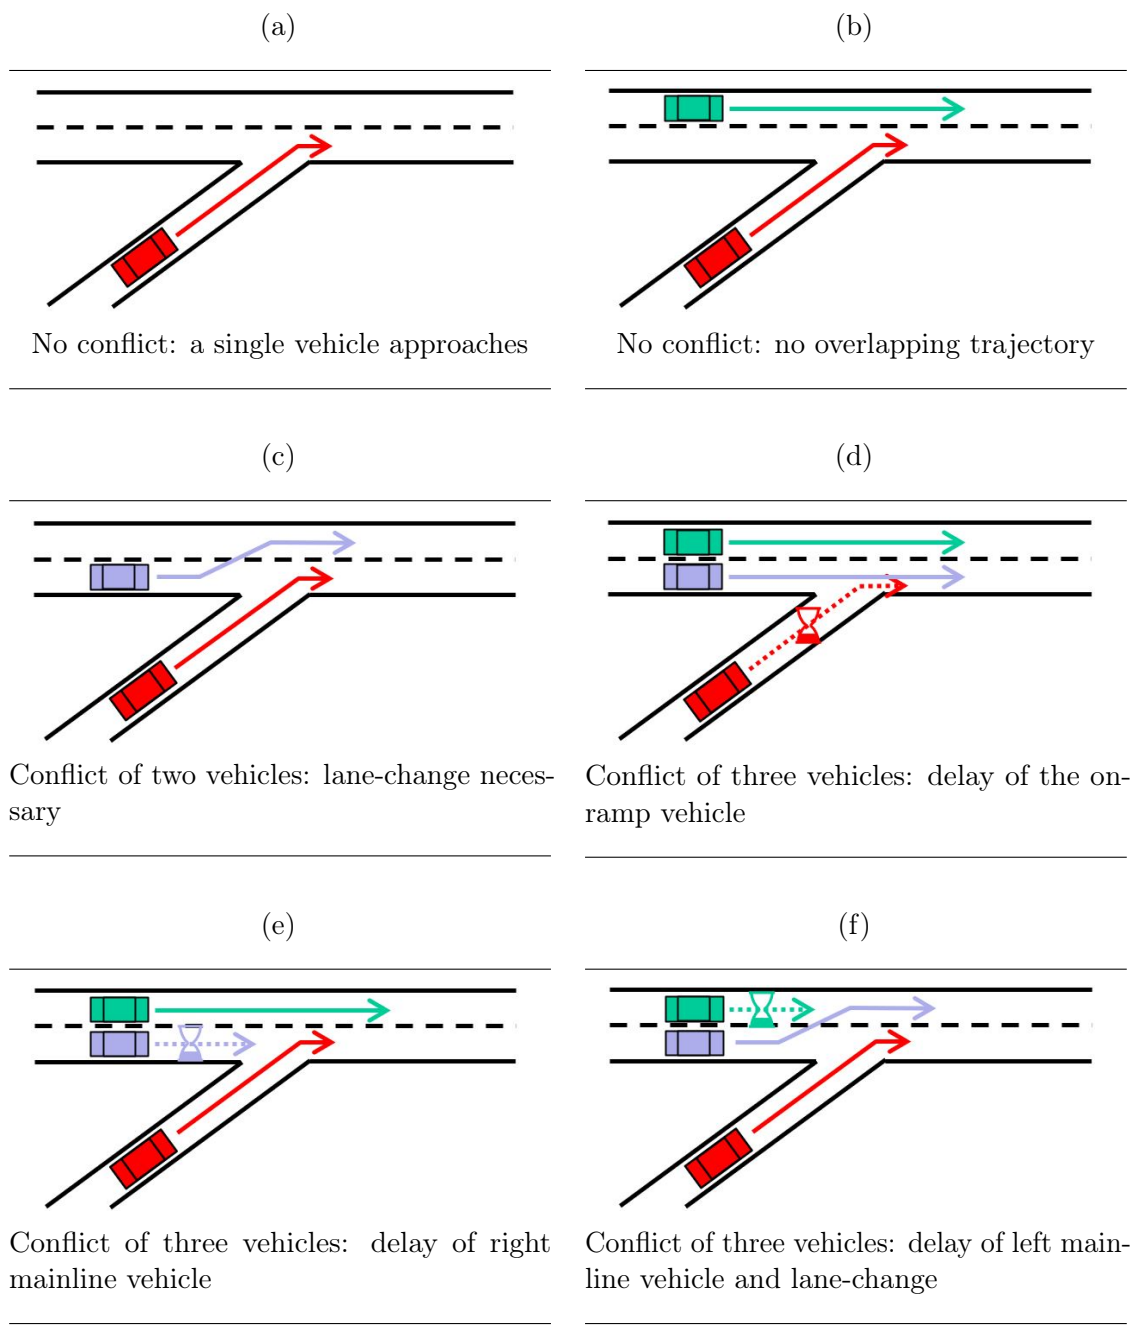 (a)
(b)
No conflict: a single vehicle approaches
No conflict: no overlapping trajectory
(c)
(d)
Conflict of two vehicles: lane-change neces-
sary
Conflict of three vehicles: delay of the on-
ramp vehicle
(e)
(f)
Conflict of three vehicles: delay of right
mainline vehicle
Conflict of three vehicles: delay of left main-
line vehicle and lane-change